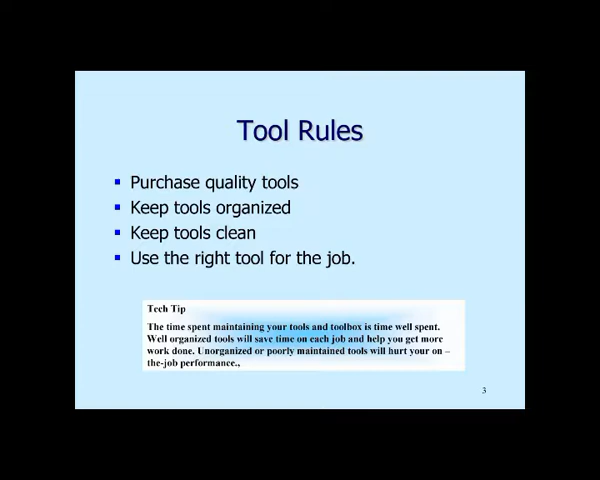 Tool Rules
Purchase quality tools
Keep tools organized
Keep tools clean
Use the right tool for the job.
Tech Tip
The time spent maintaining your tools and toolbox is time well spent.
Well organized tools will save time on each job and help you get more
work done. Unorganized or poorly maintained tools will hurt your on –
the-job performance.,
3